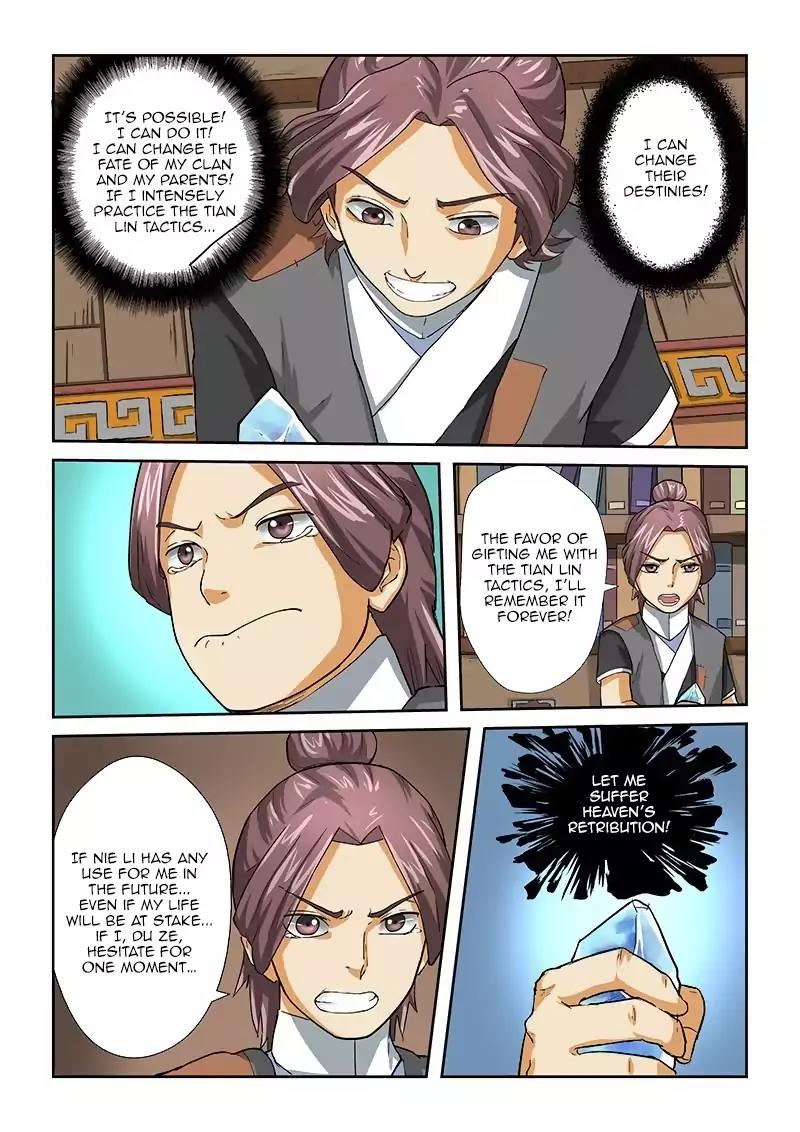 IT'S POSSIBLE!
I CAN DO IT!
I CAN CHANGE THE
FATE OF MY CLAN
AND MY PARENTS!
IF I INTENSELY
PRACTICE THE TIAN
LIN TACTICS...
I CAN
CHANGE
THEIR
DESTINIES!
THE FAVOR OF
GIFTING ME WITH
THE TIAN LIN
TACTICS, I'LL
REMEMBER IT
FOREVER!
IF NIE LI HAS ANY
USE FOR ME IN
THE FUTURE...
EVEN IF MY LIFE
WILL BE AT STAKE...
IF I, DU ZE,
HESITATE FOR
ONE MOMENT...
LET ME
SUFFER
HEAVEN'S
RETRIBUTION!